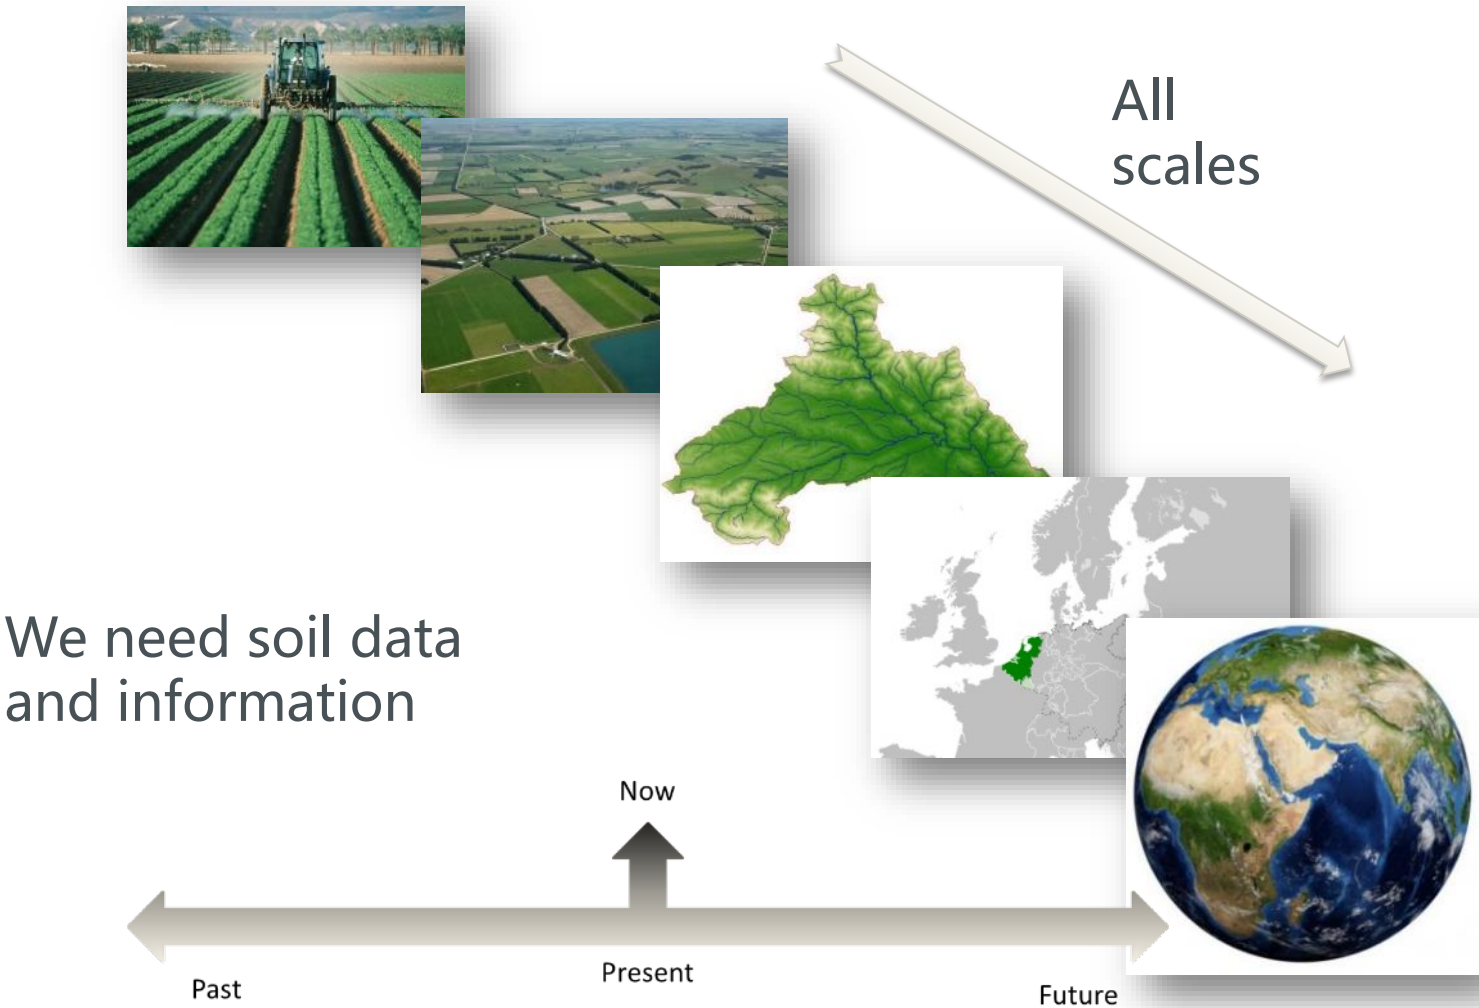 All
scales
We need soil data
and information
Now
Past
Present
Future